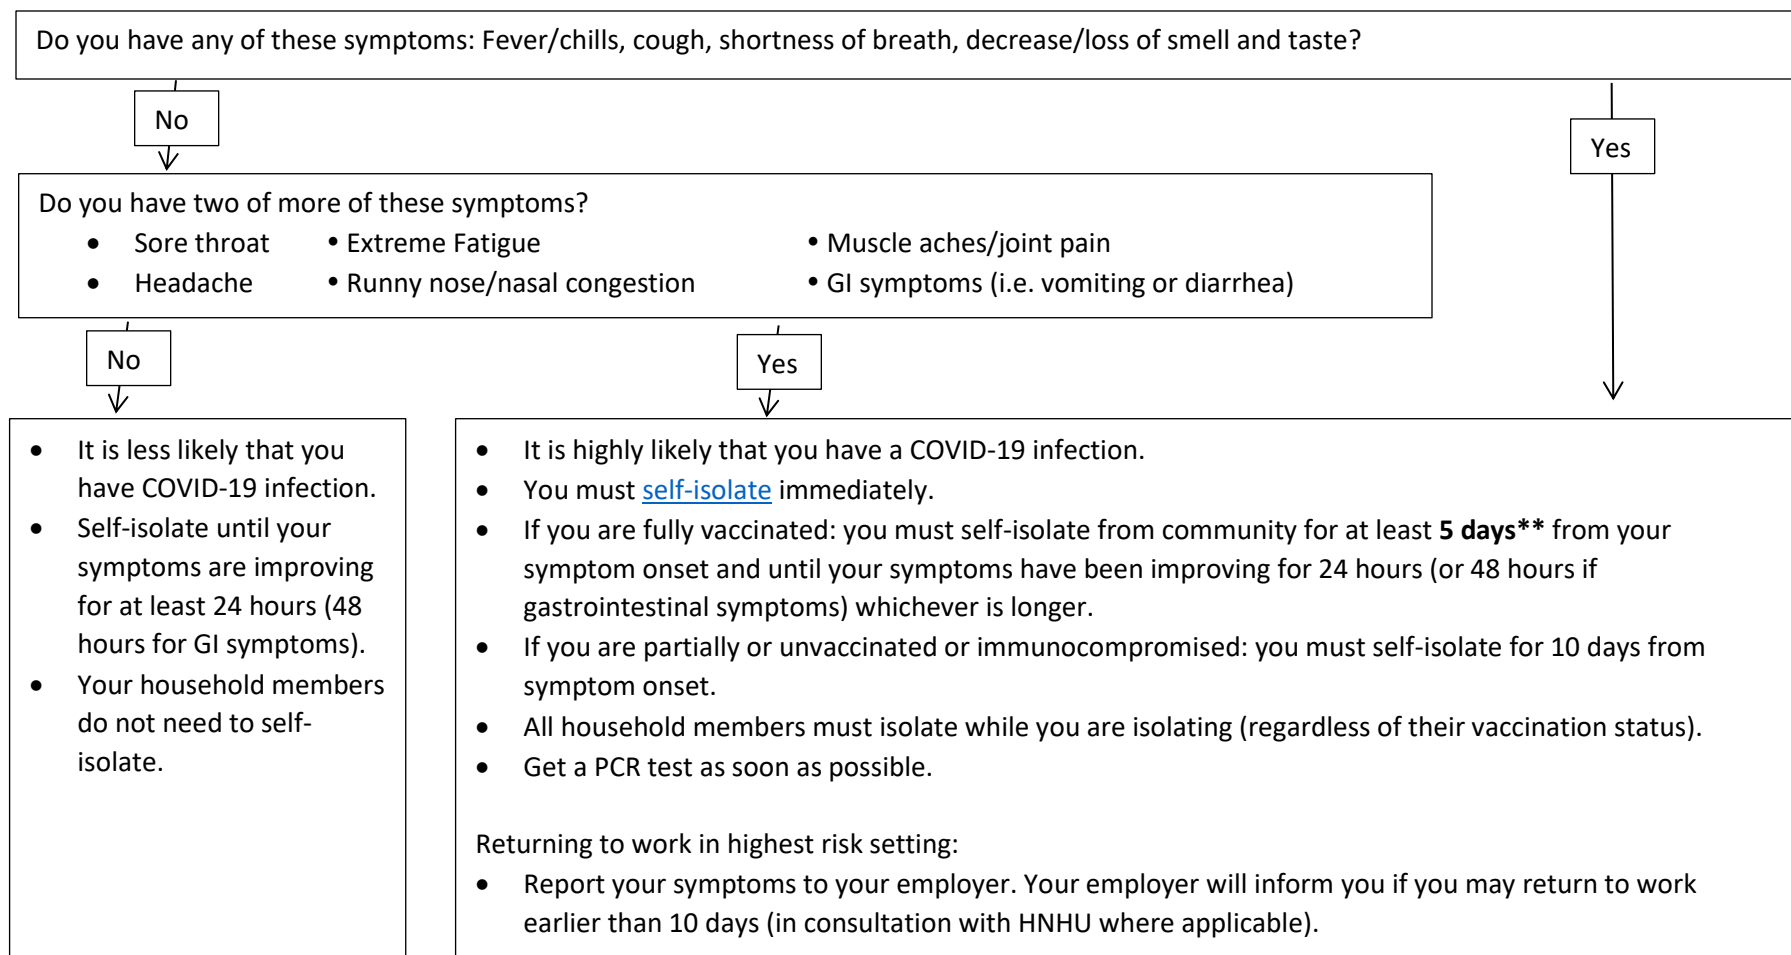 Do you have any of these symptoms: Fever/chills, cough, shortness of breath, decrease/loss of smell and taste?
No
Yes
Do you have two of more of these symptoms?
• Sore throat • Extreme Fatigue • Muscle aches/joint pain
• Headache • Runny nose/nasal congestion • GI symptoms (i.e. vomiting or diarrhea)
No
Yes
• It is less likely that you
have COVID-19 infection.
• Self-isolate until your
symptoms are improving
for at least 24 hours (48
hours for GI symptoms).
• Your household members
do not need to self-
isolate.
• It is highly likely that you have a COVID-19 infection.
• You must self-isolate immediately.
• If you are fully vaccinated: you must self-isolate from community for at least 5 days** from your
symptom onset and until your symptoms have been improving for 24 hours (or 48 hours if
gastrointestinal symptoms) whichever is longer.
• If you are partially or unvaccinated or immunocompromised: you must self-isolate for 10 days from
symptom onset.
• All household members must isolate while you are isolating (regardless of their vaccination status).
• Get a PCR test as soon as possible.
Returning to work in highest risk setting:
• Report your symptoms to your employer. Your employer will inform you if you may return to work
earlier than 10 days (in consultation with HNHU where applicable).